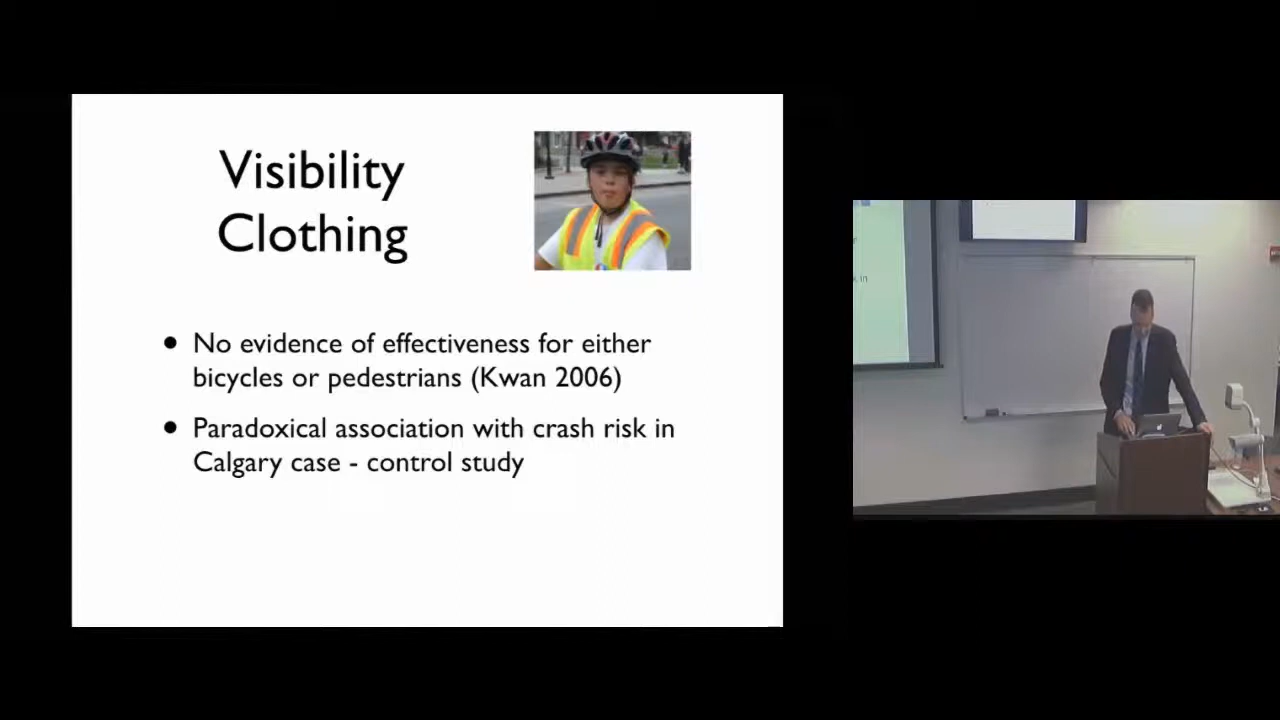 Visibility
Clothing
• No evidence of effectiveness for either
bicycles or pedestrians (Kwan 2006)
• Paradoxical association with crash risk in
Calgary case - control study